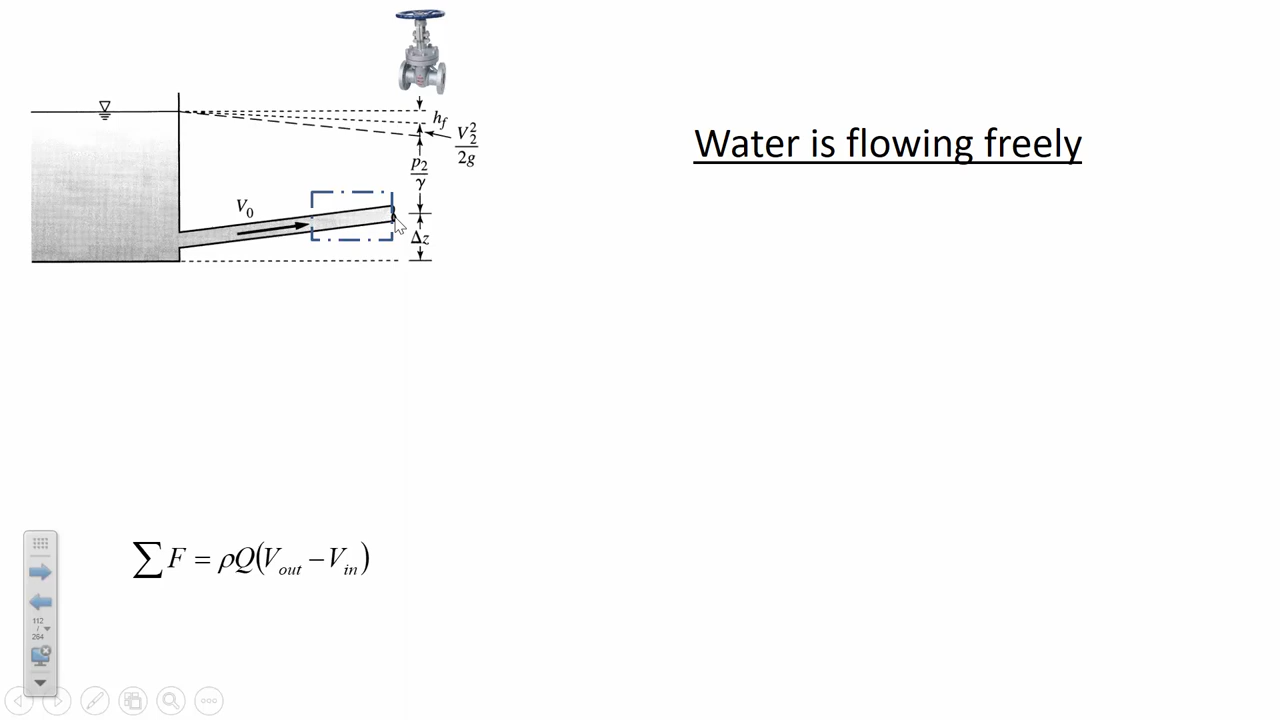 h_f
V_2^2/2g
p_2/γ
V_0
Δz
Water is flowing freely
∑F = ρQ(V_out − V_in)
112
/
264